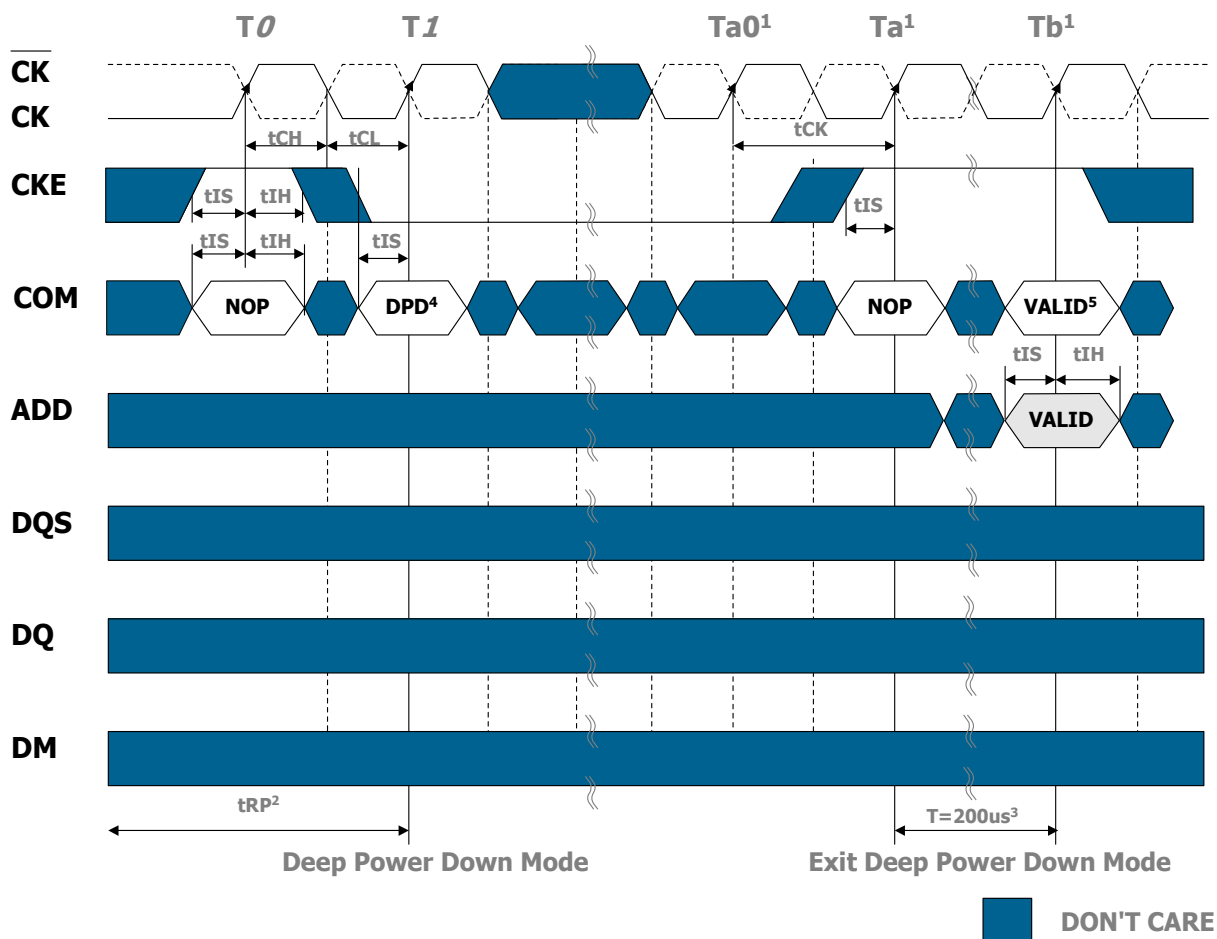 T0 T1 Ta0¹ Ta¹ Tb¹
CK
CK
tCH tCL tCK
CKE
tIS tIH tIS
tIS tIH tIS
COM NOP DPD⁴ NOP VALID⁵
tIS tIH
ADD VALID
DQS
DQ
DM
tRP² T=200us³
Deep Power Down Mode Exit Deep Power Down Mode
DON'T CARE